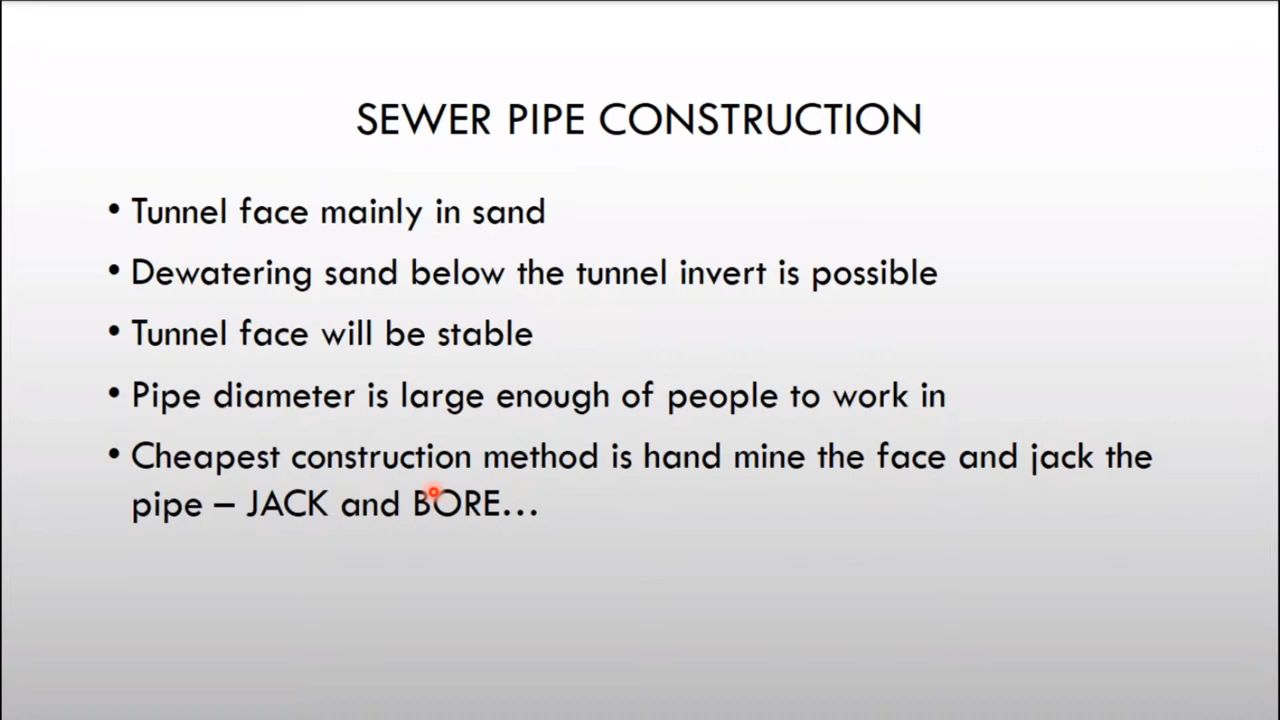 SEWER PIPE CONSTRUCTION
• Tunnel face mainly in sand
• Dewatering sand below the tunnel invert is possible
• Tunnel face will be stable
• Pipe diameter is large enough of people to work in
• Cheapest construction method is hand mine the face and jack the
pipe – JACK and BORE...